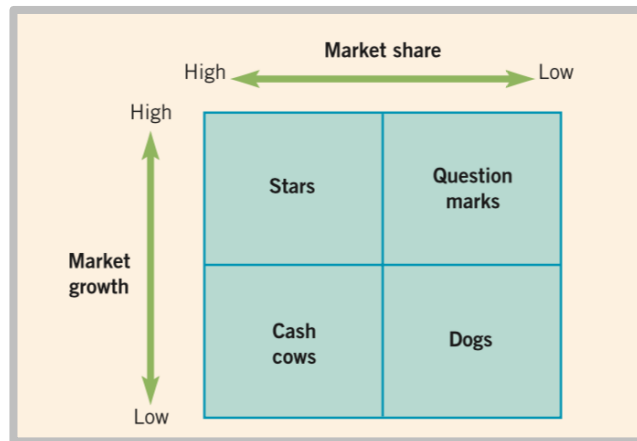 Market share
High
Low
High
Stars
Question
marks
Market
growth
Cash
cows
Dogs
Low